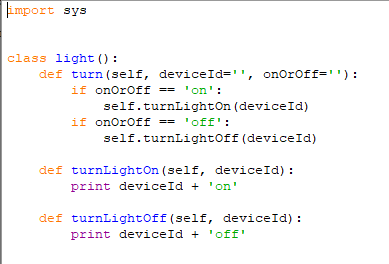 import sys
class light():
    def turn(self, deviceId='', onOrOff=''):
        if onOrOff == 'on':
            self.turnLightOn(deviceId)
        if onOrOff == 'off':
            self.turnLightOff(deviceId)
    def turnLightOn(self, deviceId):
        print deviceId + 'on'
    def turnLightOff(self, deviceId):
        print deviceId + 'off'